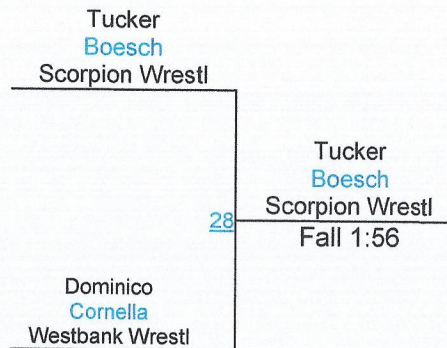 Tucker
Boesch
Scorpion Wrestl
Tucker
Boesch
Scorpion Wrestl
28
Fall 1:56
Dominico
Cornella
Westbank Wrestl